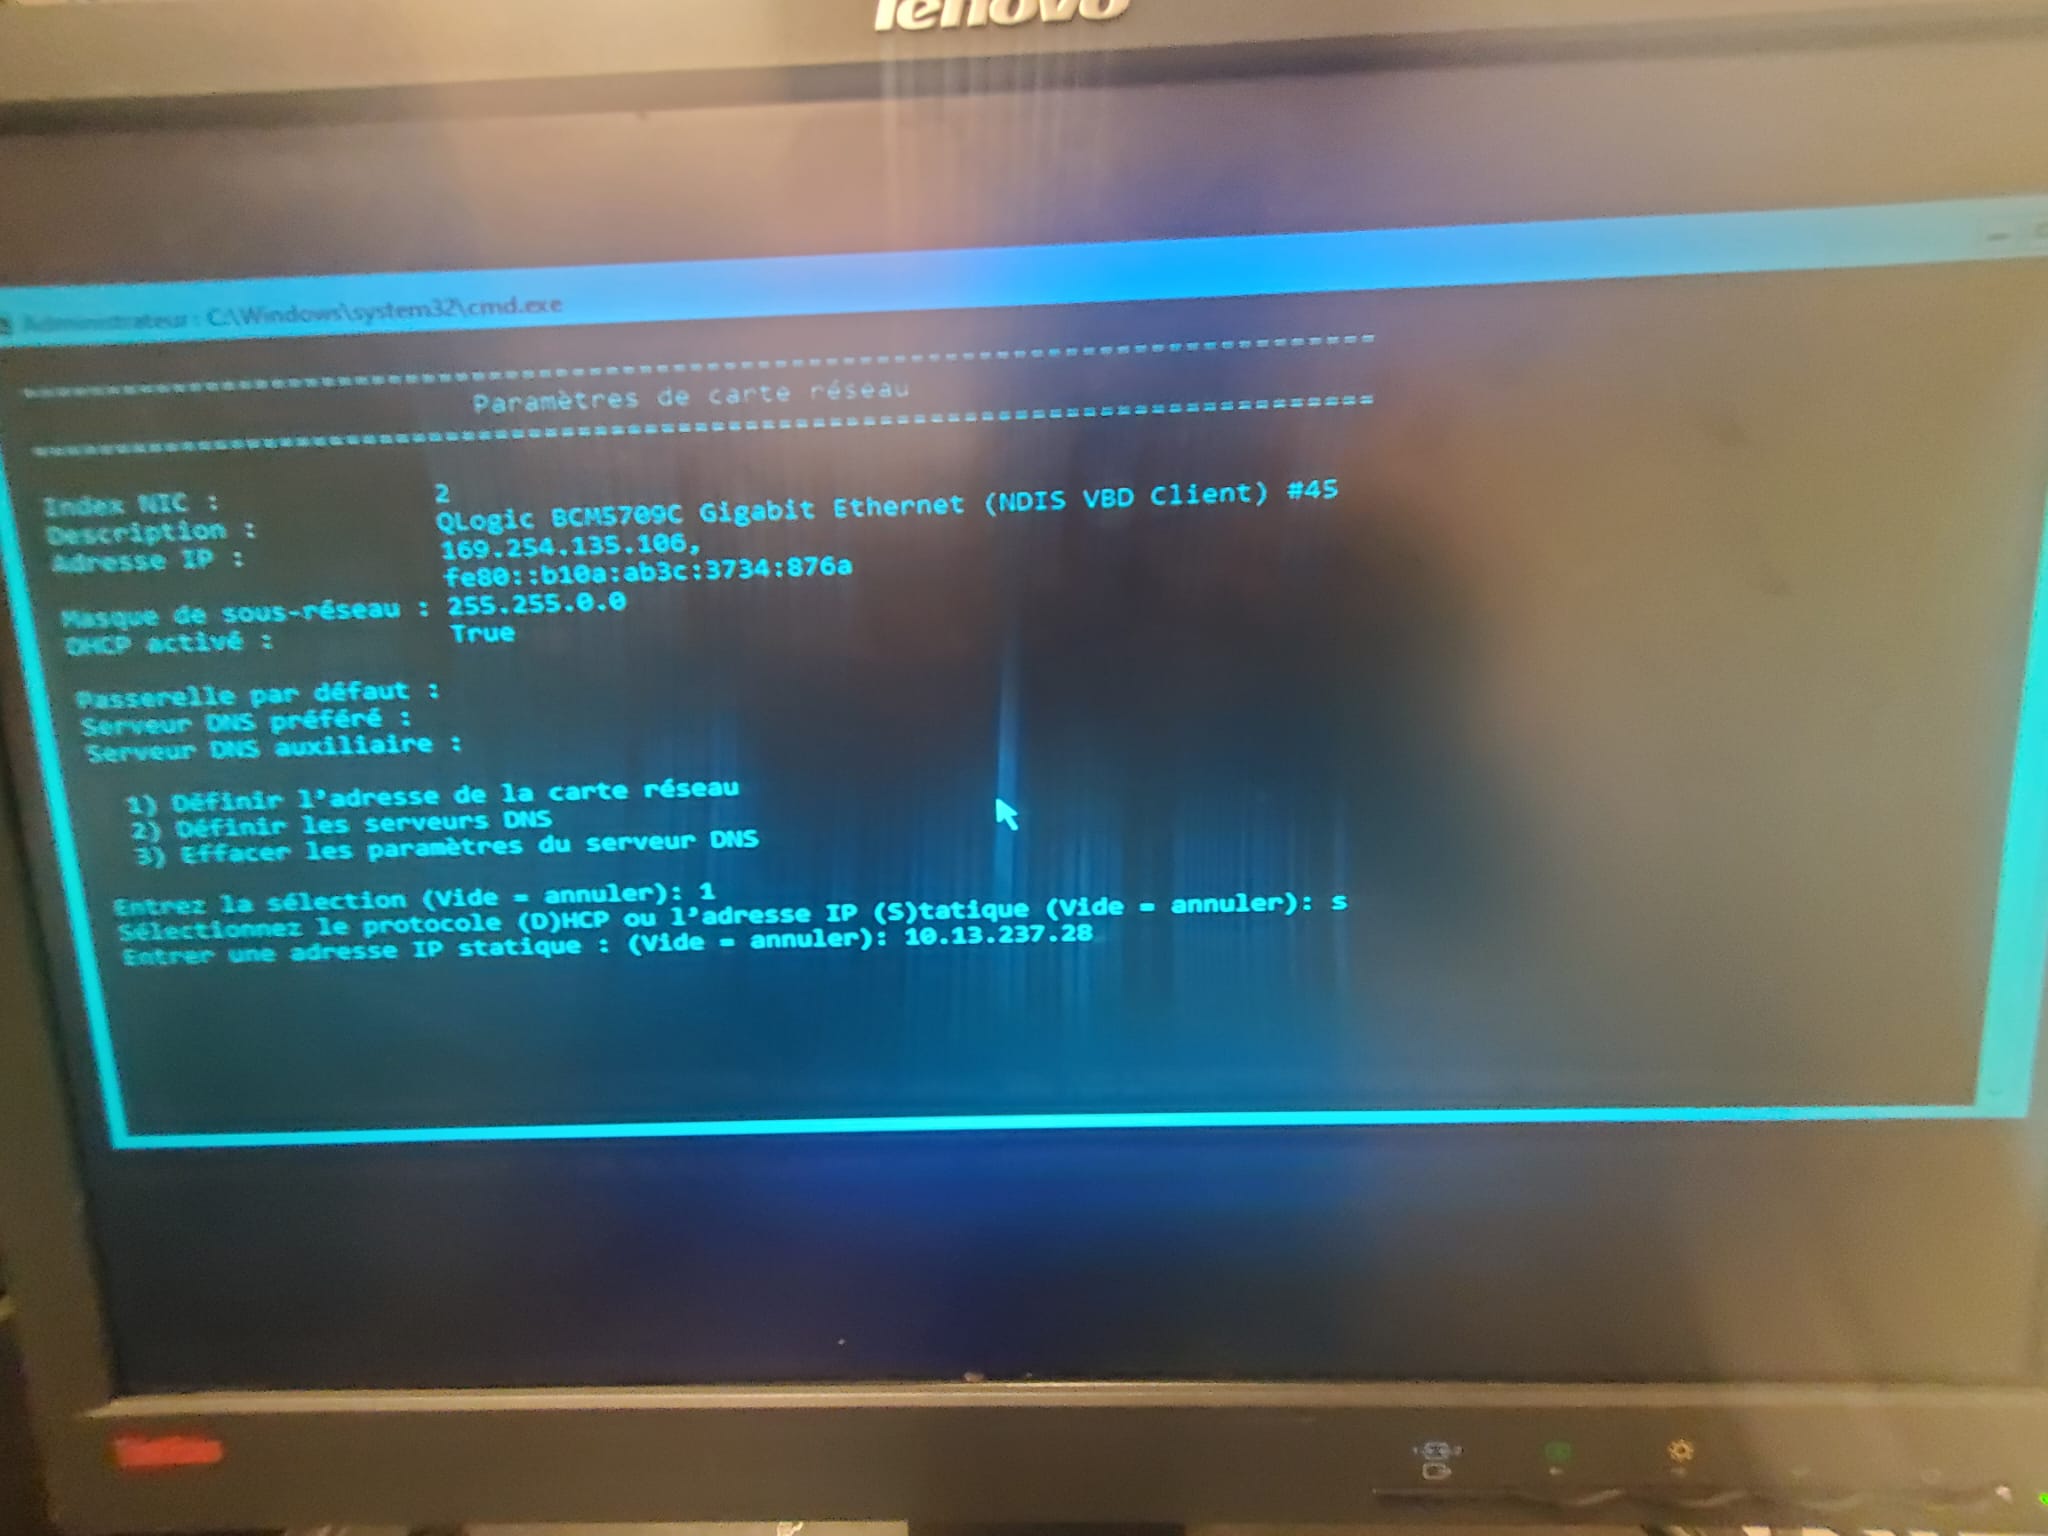 lenovo
Administrateur : C:\Windows\system32\cmd.exe
===============================================================================
Paramètres de carte réseau
===============================================================================
Index NIC : 2
Description : QLogic BCM5709C Gigabit Ethernet (NDIS VBD Client) #45
Adresse IP : 169.254.135.106,
fe80::b10a:ab3c:3734:876a
Masque de sous-réseau : 255.255.0.0
DHCP activé : True
Passerelle par défaut :
Serveur DNS préféré :
Serveur DNS auxiliaire :
1) Définir l'adresse de la carte réseau
2) Définir les serveurs DNS
3) Effacer les paramètres du serveur DNS
Entrez la sélection (Vide = annuler): 1
Sélectionnez le protocole (D)HCP ou l'adresse IP (S)tatique (Vide = annuler): s
Entrer une adresse IP statique : (Vide = annuler): 10.13.237.28